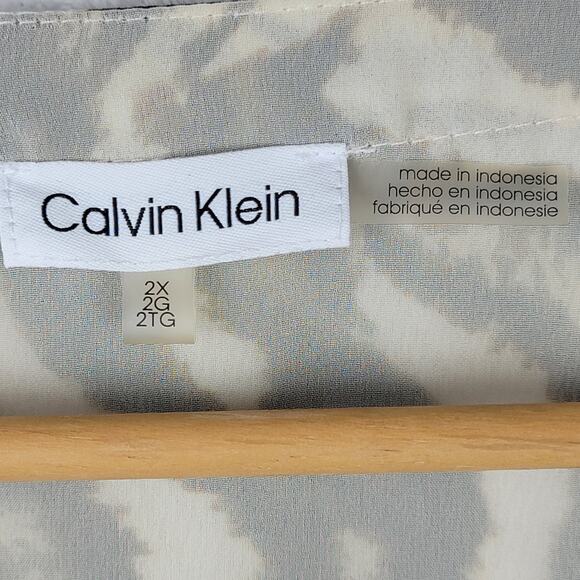 Calvin Klein
made in indonesia
hecho en indonesia
fabriqué en indonesie
2X
2G
2TG